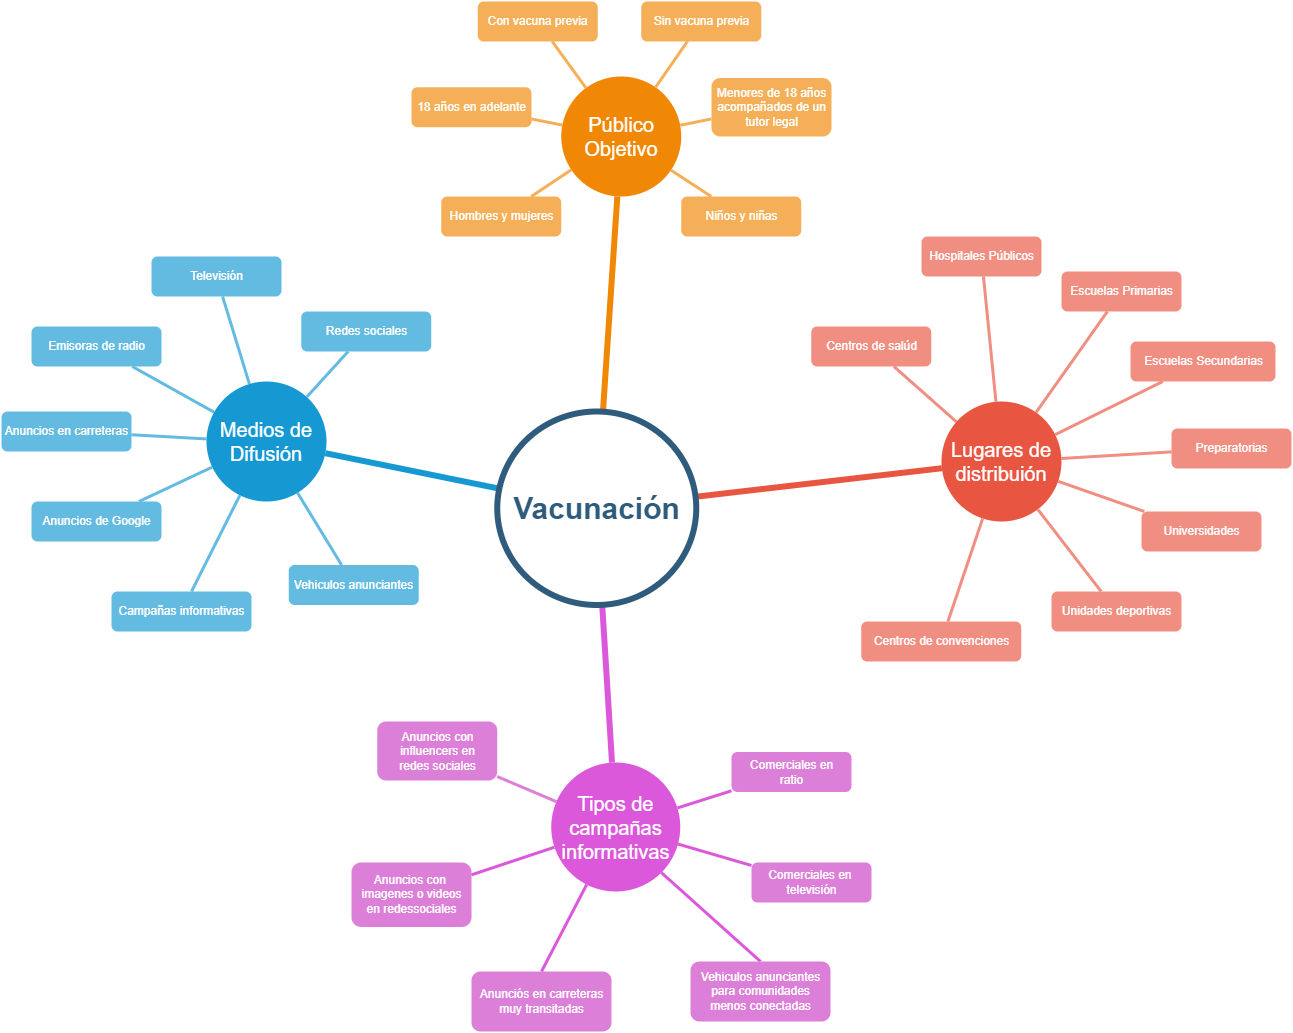 Con vacuna previa
Sin vacuna previa
18 años en adelante
Menores de 18 años
acompañados de un
tutor legal
Público
Objetivo
Hombres y mujeres
Niños y niñas
Televisión
Redes sociales
Emisoras de radio
Anuncios en carreteras
Medios de
Difusión
Anuncios de Google
Campañas informativas
Vehiculos anunciantes
Vacunación
Hospitales Públicos
Escuelas Primarias
Centros de salúd
Escuelas Secundarias
Lugares de
distribuión
Preparatorias
Universidades
Unidades deportivas
Centros de convenciones
Anuncios con
influencers en
redes sociales
Comerciales en
ratio
Tipos de
campañas
informativas
Anuncios con
imagenes o videos
en redessociales
Comerciales en
televisión
Anunciós en carreteras
muy transitadas
Vehiculos anunciantes
para comunidades
menos conectadas